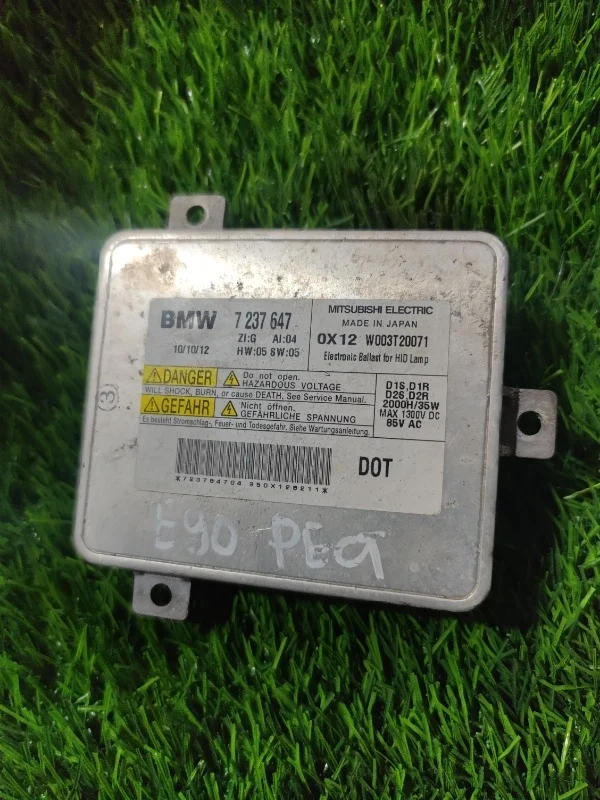 BMW 7 237 647
10/10/12 ZI:G AI:04
HW:05 SW:05
MITSUBISHI ELECTRIC
MADE IN JAPAN
0X12 W003T20071
Electronic Ballast for HID Lamp
DANGER Do not open.
HAZARDOUS VOLTAGE
WILL SHOCK, BURN, or cause DEATH. See Service Manual.
GEFAHR Nicht öffnen.
GEFÄHRLICHE SPANNUNG
Es besteht Stromschlag-, Feuer- und Todesgefahr. Siehe Wartungsanleitung.
D1S,D1R
D2S,D2R
2000H/35W
MAX 1300V DC
85V AC
DOT
(3)
E90 РЕСТ